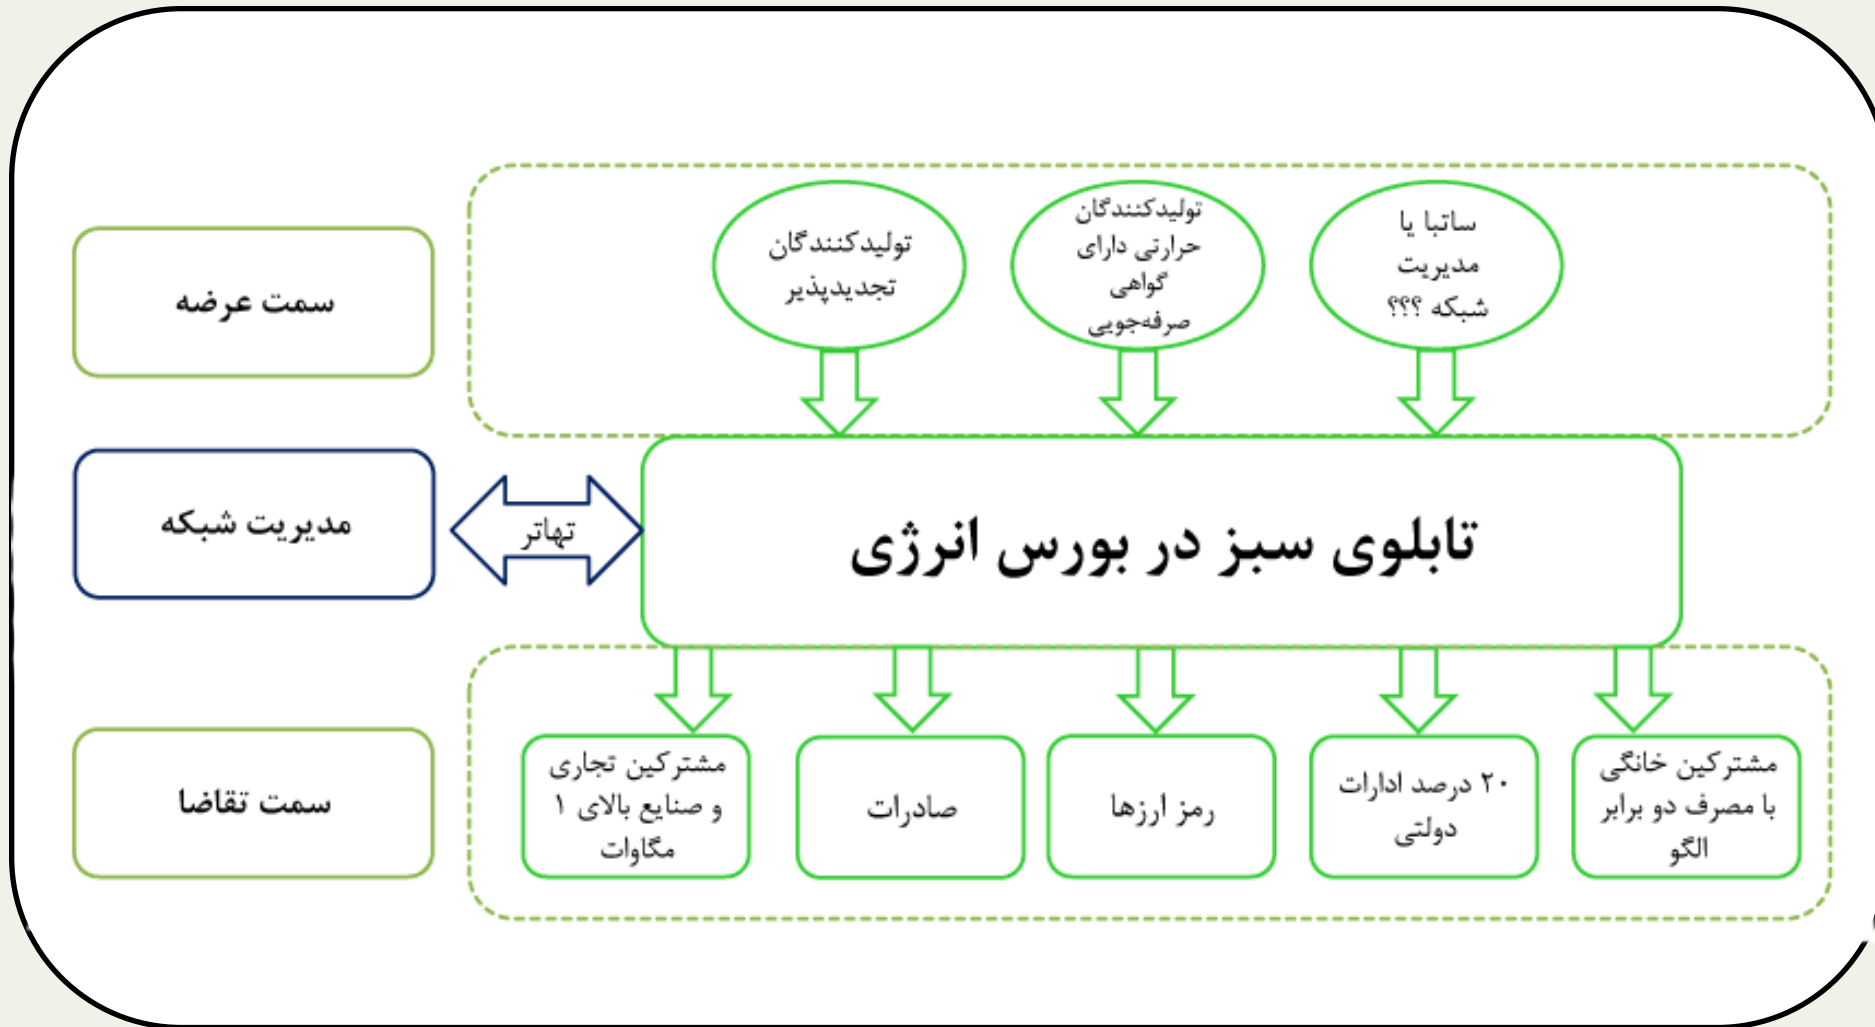 ساتبا یا
مدیریت
شبکه ؟؟؟
تولیدکنندگان
حرارتی دارای
گواهی
صرفه‌جویی
تولیدکنندگان
تجدیدپذیر
سمت عرضه
تابلوی سبز در بورس انرژی
تهاتر
مدیریت شبکه
مشترکین خانگی
با مصرف دو برابر
الگو
۲۰ درصد ادارات
دولتی
رمز ارزها
صادرات
مشترکین تجاری
و صنایع بالای ۱
مگاوات
سمت تقاضا